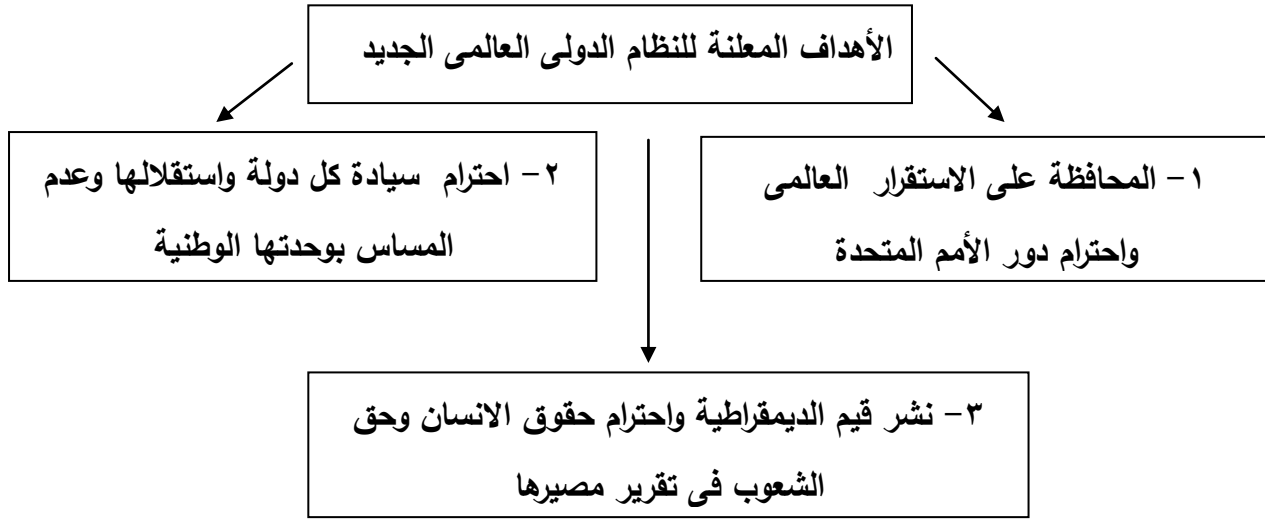 الأهداف المعلنة للنظام الدولى العالمى الجديد
١- المحافظة على الاستقرار العالمى
واحترام دور الأمم المتحدة
٢- احترام سيادة كل دولة واستقلالها وعدم
المساس بوحدتها الوطنية
٣- نشر قيم الديمقراطية واحترام حقوق الانسان وحق
الشعوب فى تقرير مصيرها